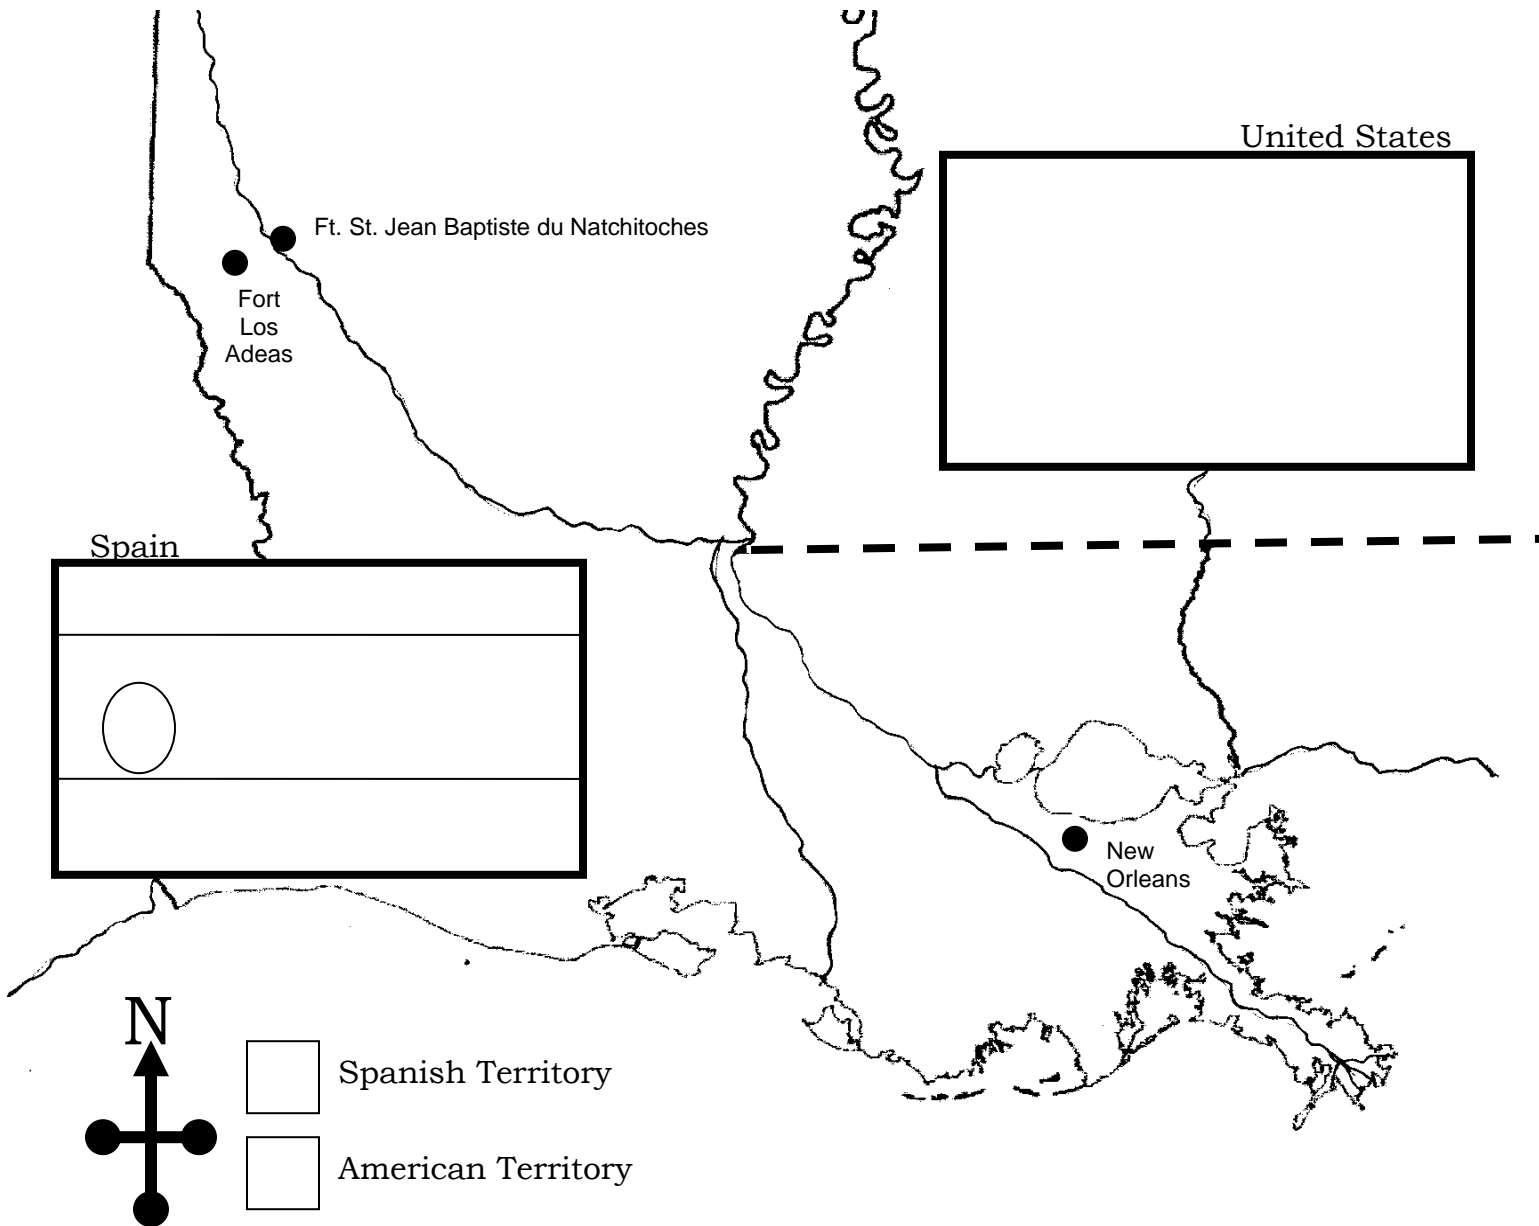 United States
Ft. St. Jean Baptiste du Natchitoches
Fort
Los
Adeas
Spain
New
Orleans
N
Spanish Territory
American Territory